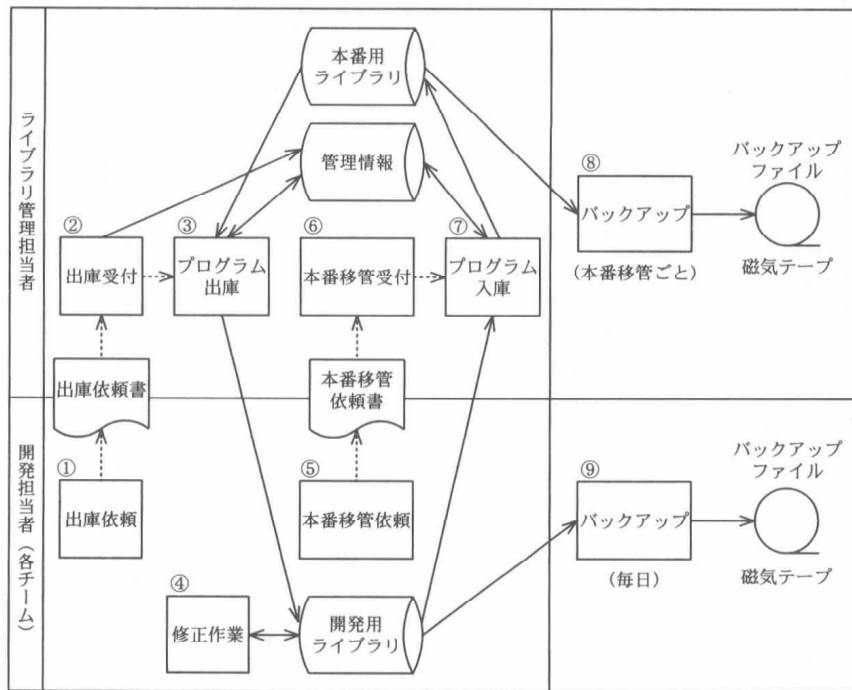 ライブラリ管理担当者
本番用
ライブラリ
管理情報
②
出庫受付
③
プログラム
出庫
⑥
本番移管受付
⑦
プログラム
入庫
⑧
バックアップ
(本番移管ごと)
バックアップ
ファイル
磁気テープ
出庫依頼書
本番移管
依頼書
開発担当者(各チーム)
①
出庫依頼
⑤
本番移管依頼
④
修正作業
開発用
ライブラリ
⑨
バックアップ
(毎日)
バックアップ
ファイル
磁気テープ